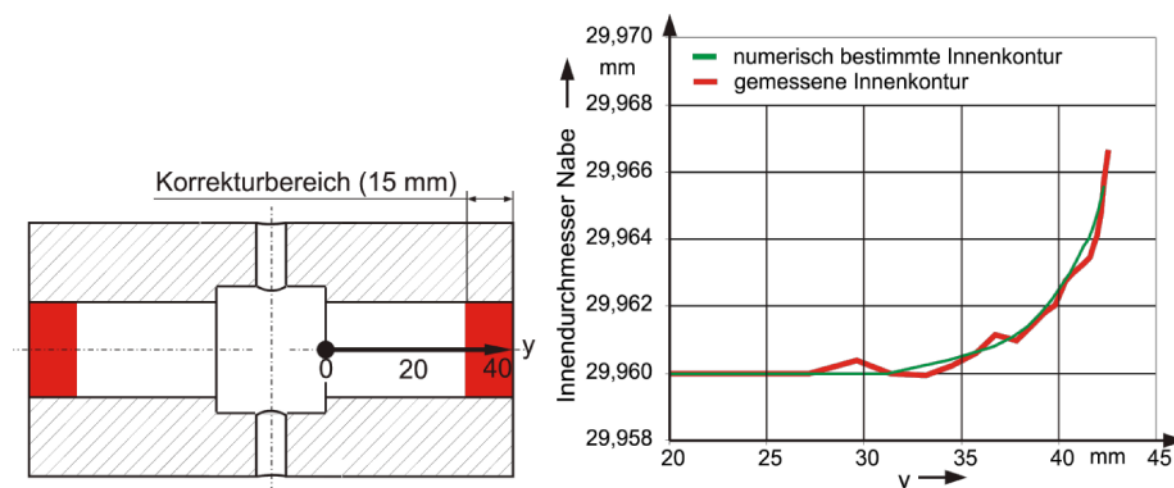 Korrekturbereich (15 mm)
y
0
20
40
Innendurchmesser Nabe
29,970
mm
29,968
29,966
29,964
29,962
29,960
29,958
numerisch bestimmte Innenkontur
gemessene Innenkontur
20 25 30 35 40 mm 45
y